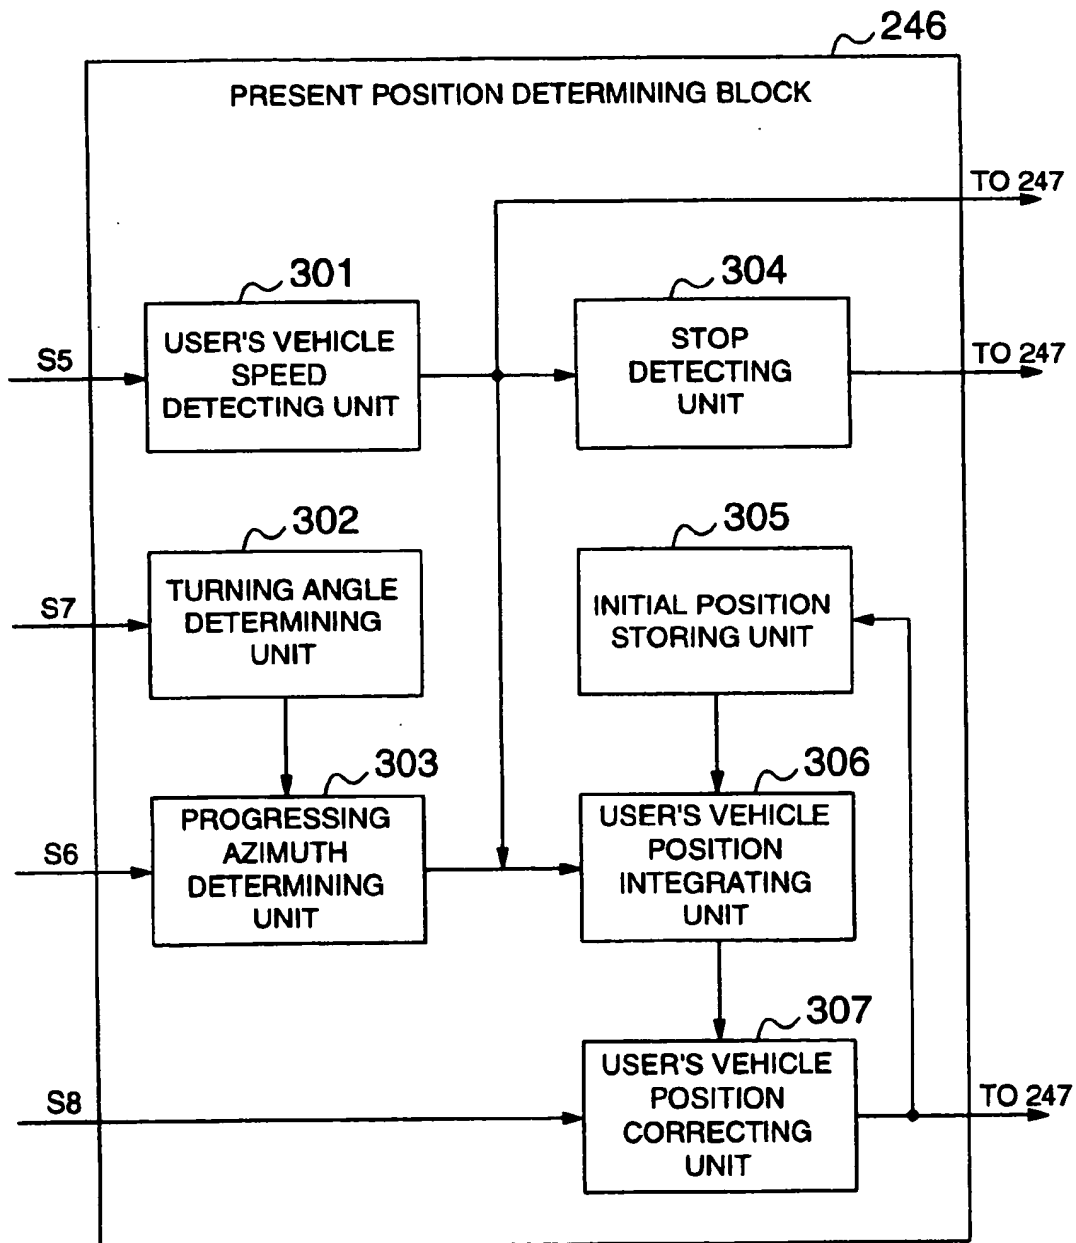 246
PRESENT POSITION DETERMINING BLOCK
TO 247
301
304
S5
USER'S VEHICLE
SPEED
DETECTING UNIT
STOP
DETECTING
UNIT
TO 247
302
305
S7
TURNING ANGLE
DETERMINING
UNIT
INITIAL POSITION
STORING UNIT
303
306
S6
PROGRESSING
AZIMUTH
DETERMINING
UNIT
USER'S VEHICLE
POSITION
INTEGRATING
UNIT
307
S8
USER'S VEHICLE
POSITION
CORRECTING
UNIT
TO 247